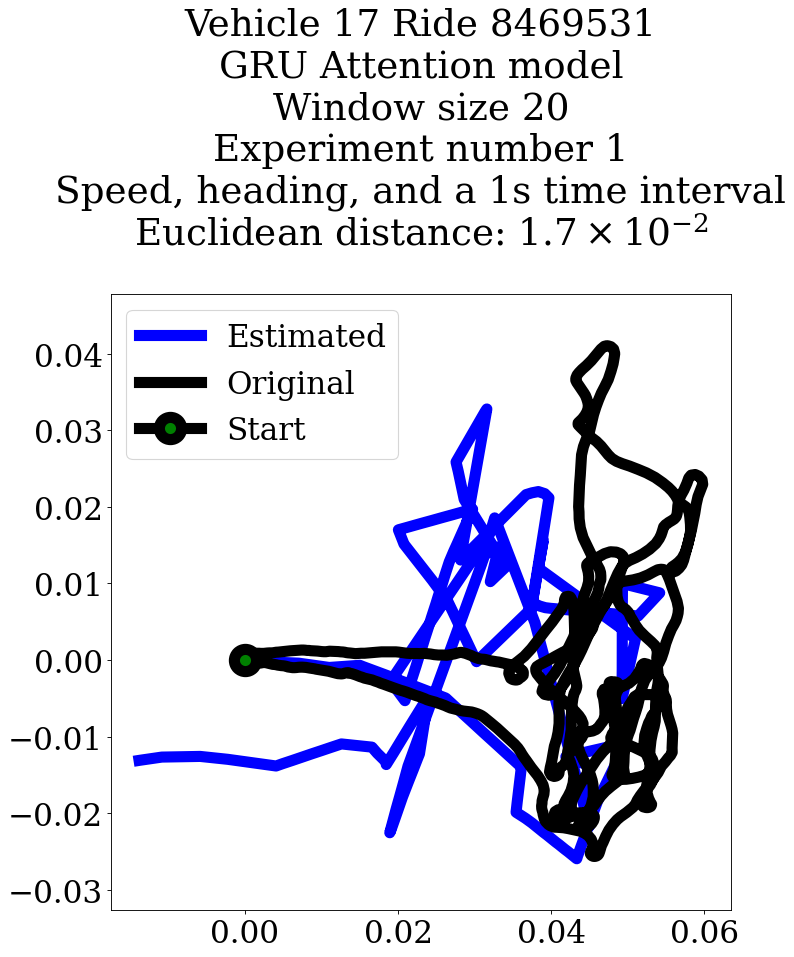 Vehicle 17 Ride 8469531
GRU Attention model
Window size 20
Experiment number 1
Speed, heading, and a 1s time interval
Euclidean distance: 1.7 × 10⁻²
Estimated
Original
Start
0.04
0.03
0.02
0.01
0.00
−0.01
−0.02
−0.03
0.00 0.02 0.04 0.06